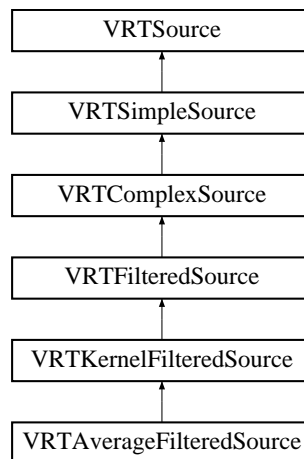 VRTSource
VRTSimpleSource
VRTComplexSource
VRTFilteredSource
VRTKernelFilteredSource
VRTAverageFilteredSource